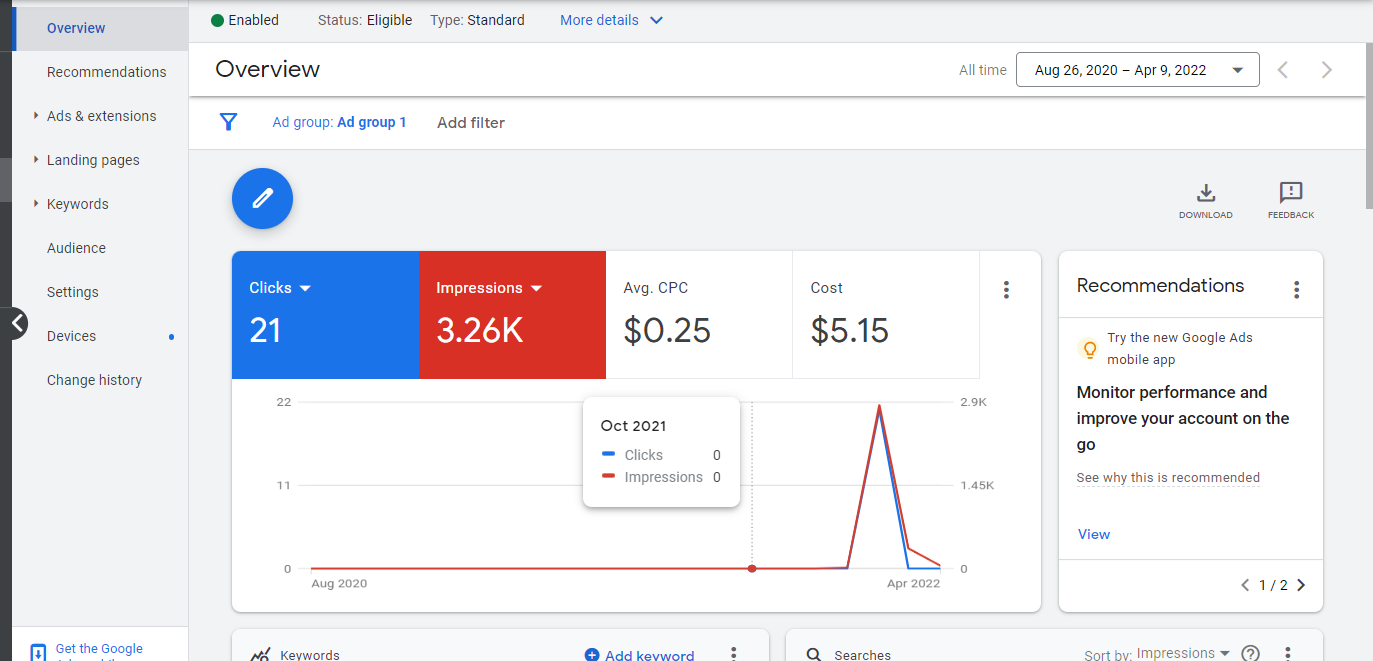 Overview
Recommendations
Ads & extensions
Landing pages
Keywords
Audience
Settings
Devices
Change history
Get the Google
Enabled Status: Eligible Type: Standard More details
Overview
All time Aug 26, 2020 – Apr 9, 2022
Ad group: Ad group 1 Add filter
DOWNLOAD FEEDBACK
Clicks Impressions Avg. CPC Cost
21 3.26K $0.25 $5.15
22 2.9K
11 1.45K
0 0
Aug 2020 Apr 2022
Oct 2021
Clicks 0
Impressions 0
Recommendations
Try the new Google Ads
mobile app
Monitor performance and
improve your account on the
go
See why this is recommended
View
1 / 2
Keywords Add keyword
Searches Sort by: Impressions